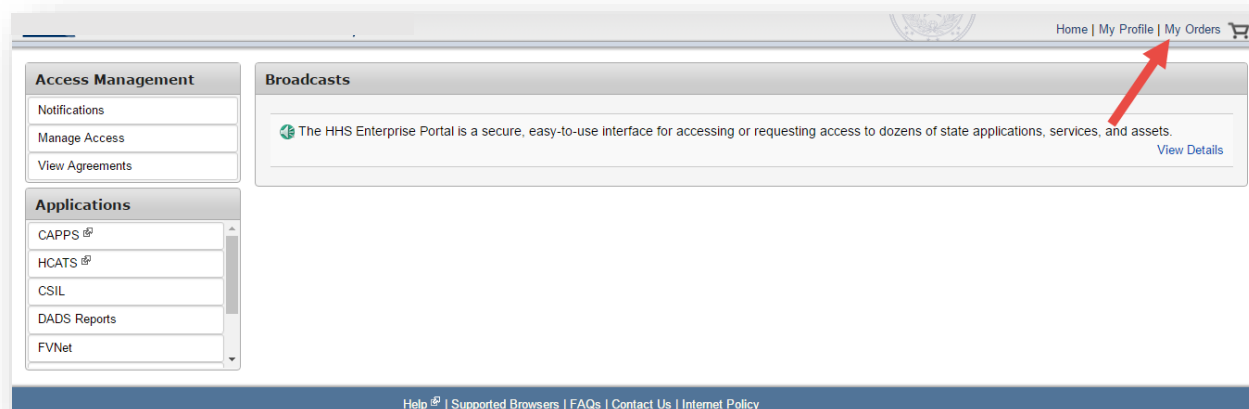 Home | My Profile | My Orders
Access Management
Notifications
Manage Access
View Agreements
Broadcasts
The HHS Enterprise Portal is a secure, easy-to-use interface for accessing or requesting access to dozens of state applications, services, and assets.
View Details
Applications
CAPPS
HCATS
CSIL
DADS Reports
FVNet
Help | Supported Browsers | FAQs | Contact Us | Internet Policy